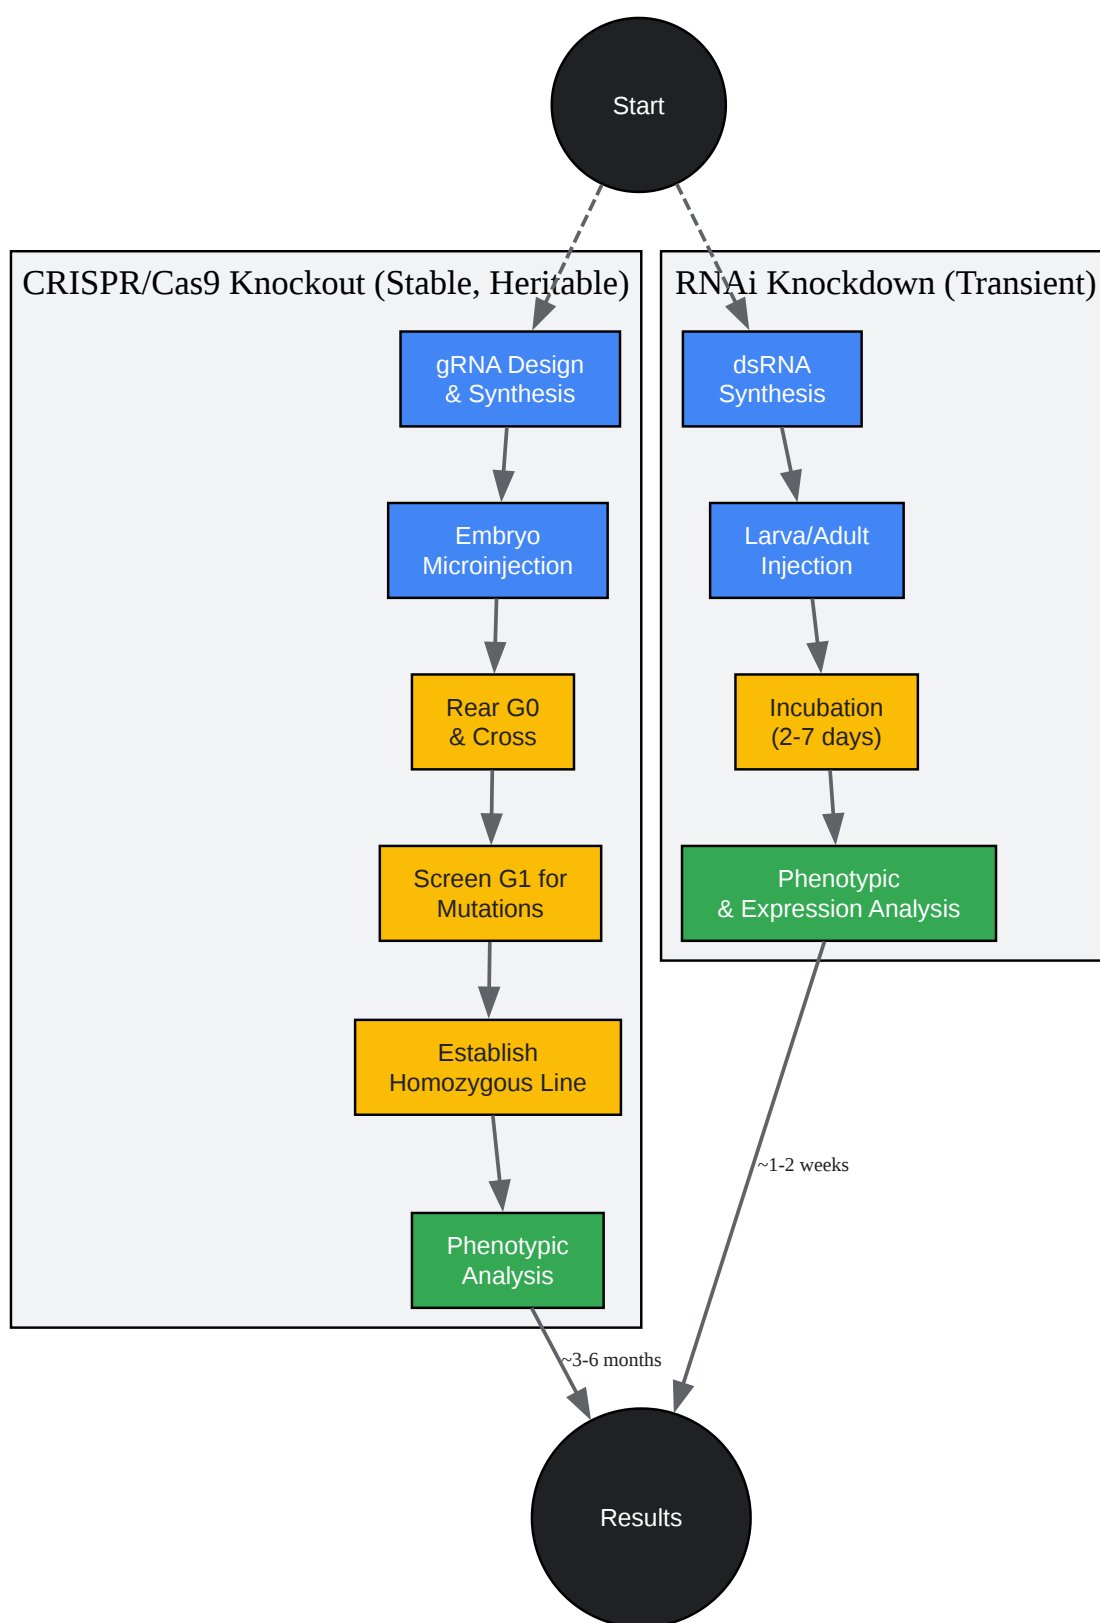 Start
CRISPR/Cas9 Knockout (Stable, Heritable)
gRNA Design
& Synthesis
Embryo
Microinjection
Rear G0
& Cross
Screen G1 for
Mutations
Establish
Homozygous Line
Phenotypic
Analysis
~3-6 months
RNAi Knockdown (Transient)
dsRNA
Synthesis
Larva/Adult
Injection
Incubation
(2-7 days)
Phenotypic
& Expression Analysis
~1-2 weeks
Results